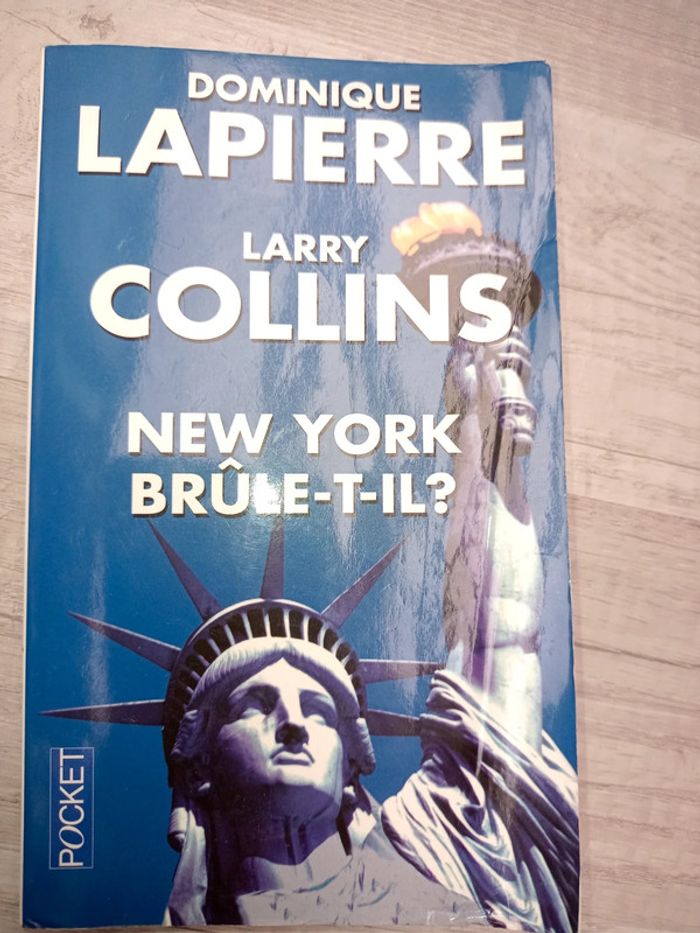 DOMINIQUE
LAPIERRE
LARRY
COLLINS
NEW YORK
BRÛLE-T-IL?
POCKET